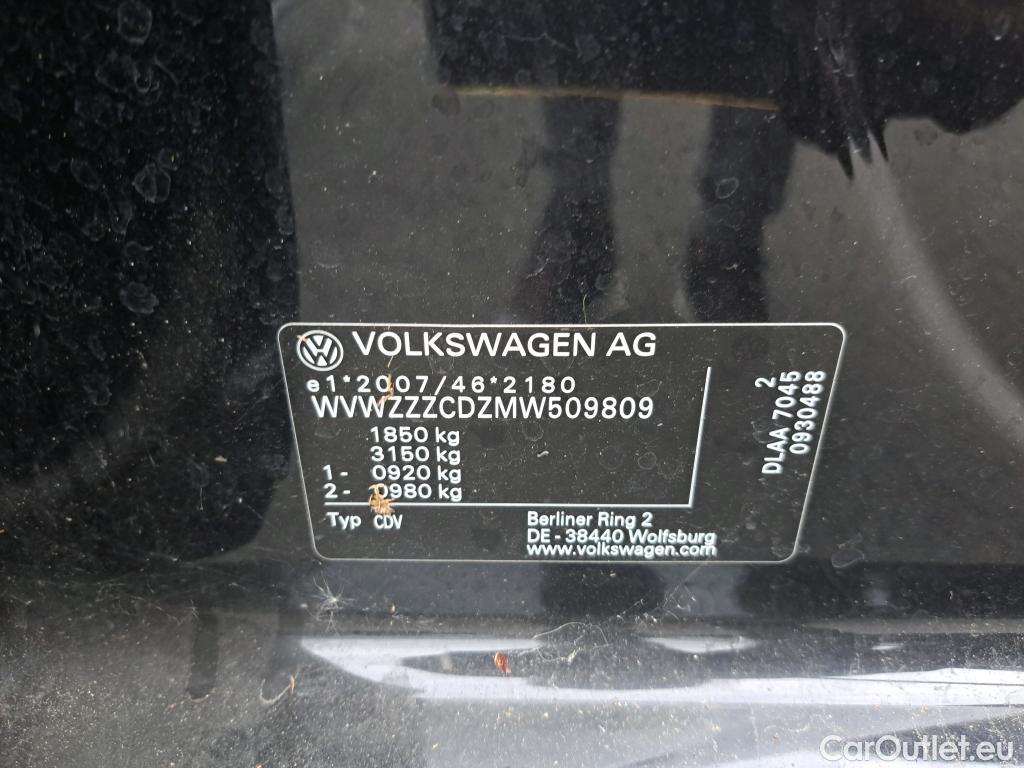 VOLKSWAGEN AG
e1*2007/46*2180
WVWZZZCDZMW509809
1850 kg
3150 kg
1- 0920 kg
2- 0980 kg
Typ CDV
Berliner Ring 2
DE - 38440 Wolfsburg
www.volkswagen.com
2
DLAA 7045
0930488
CarOutlet.eu